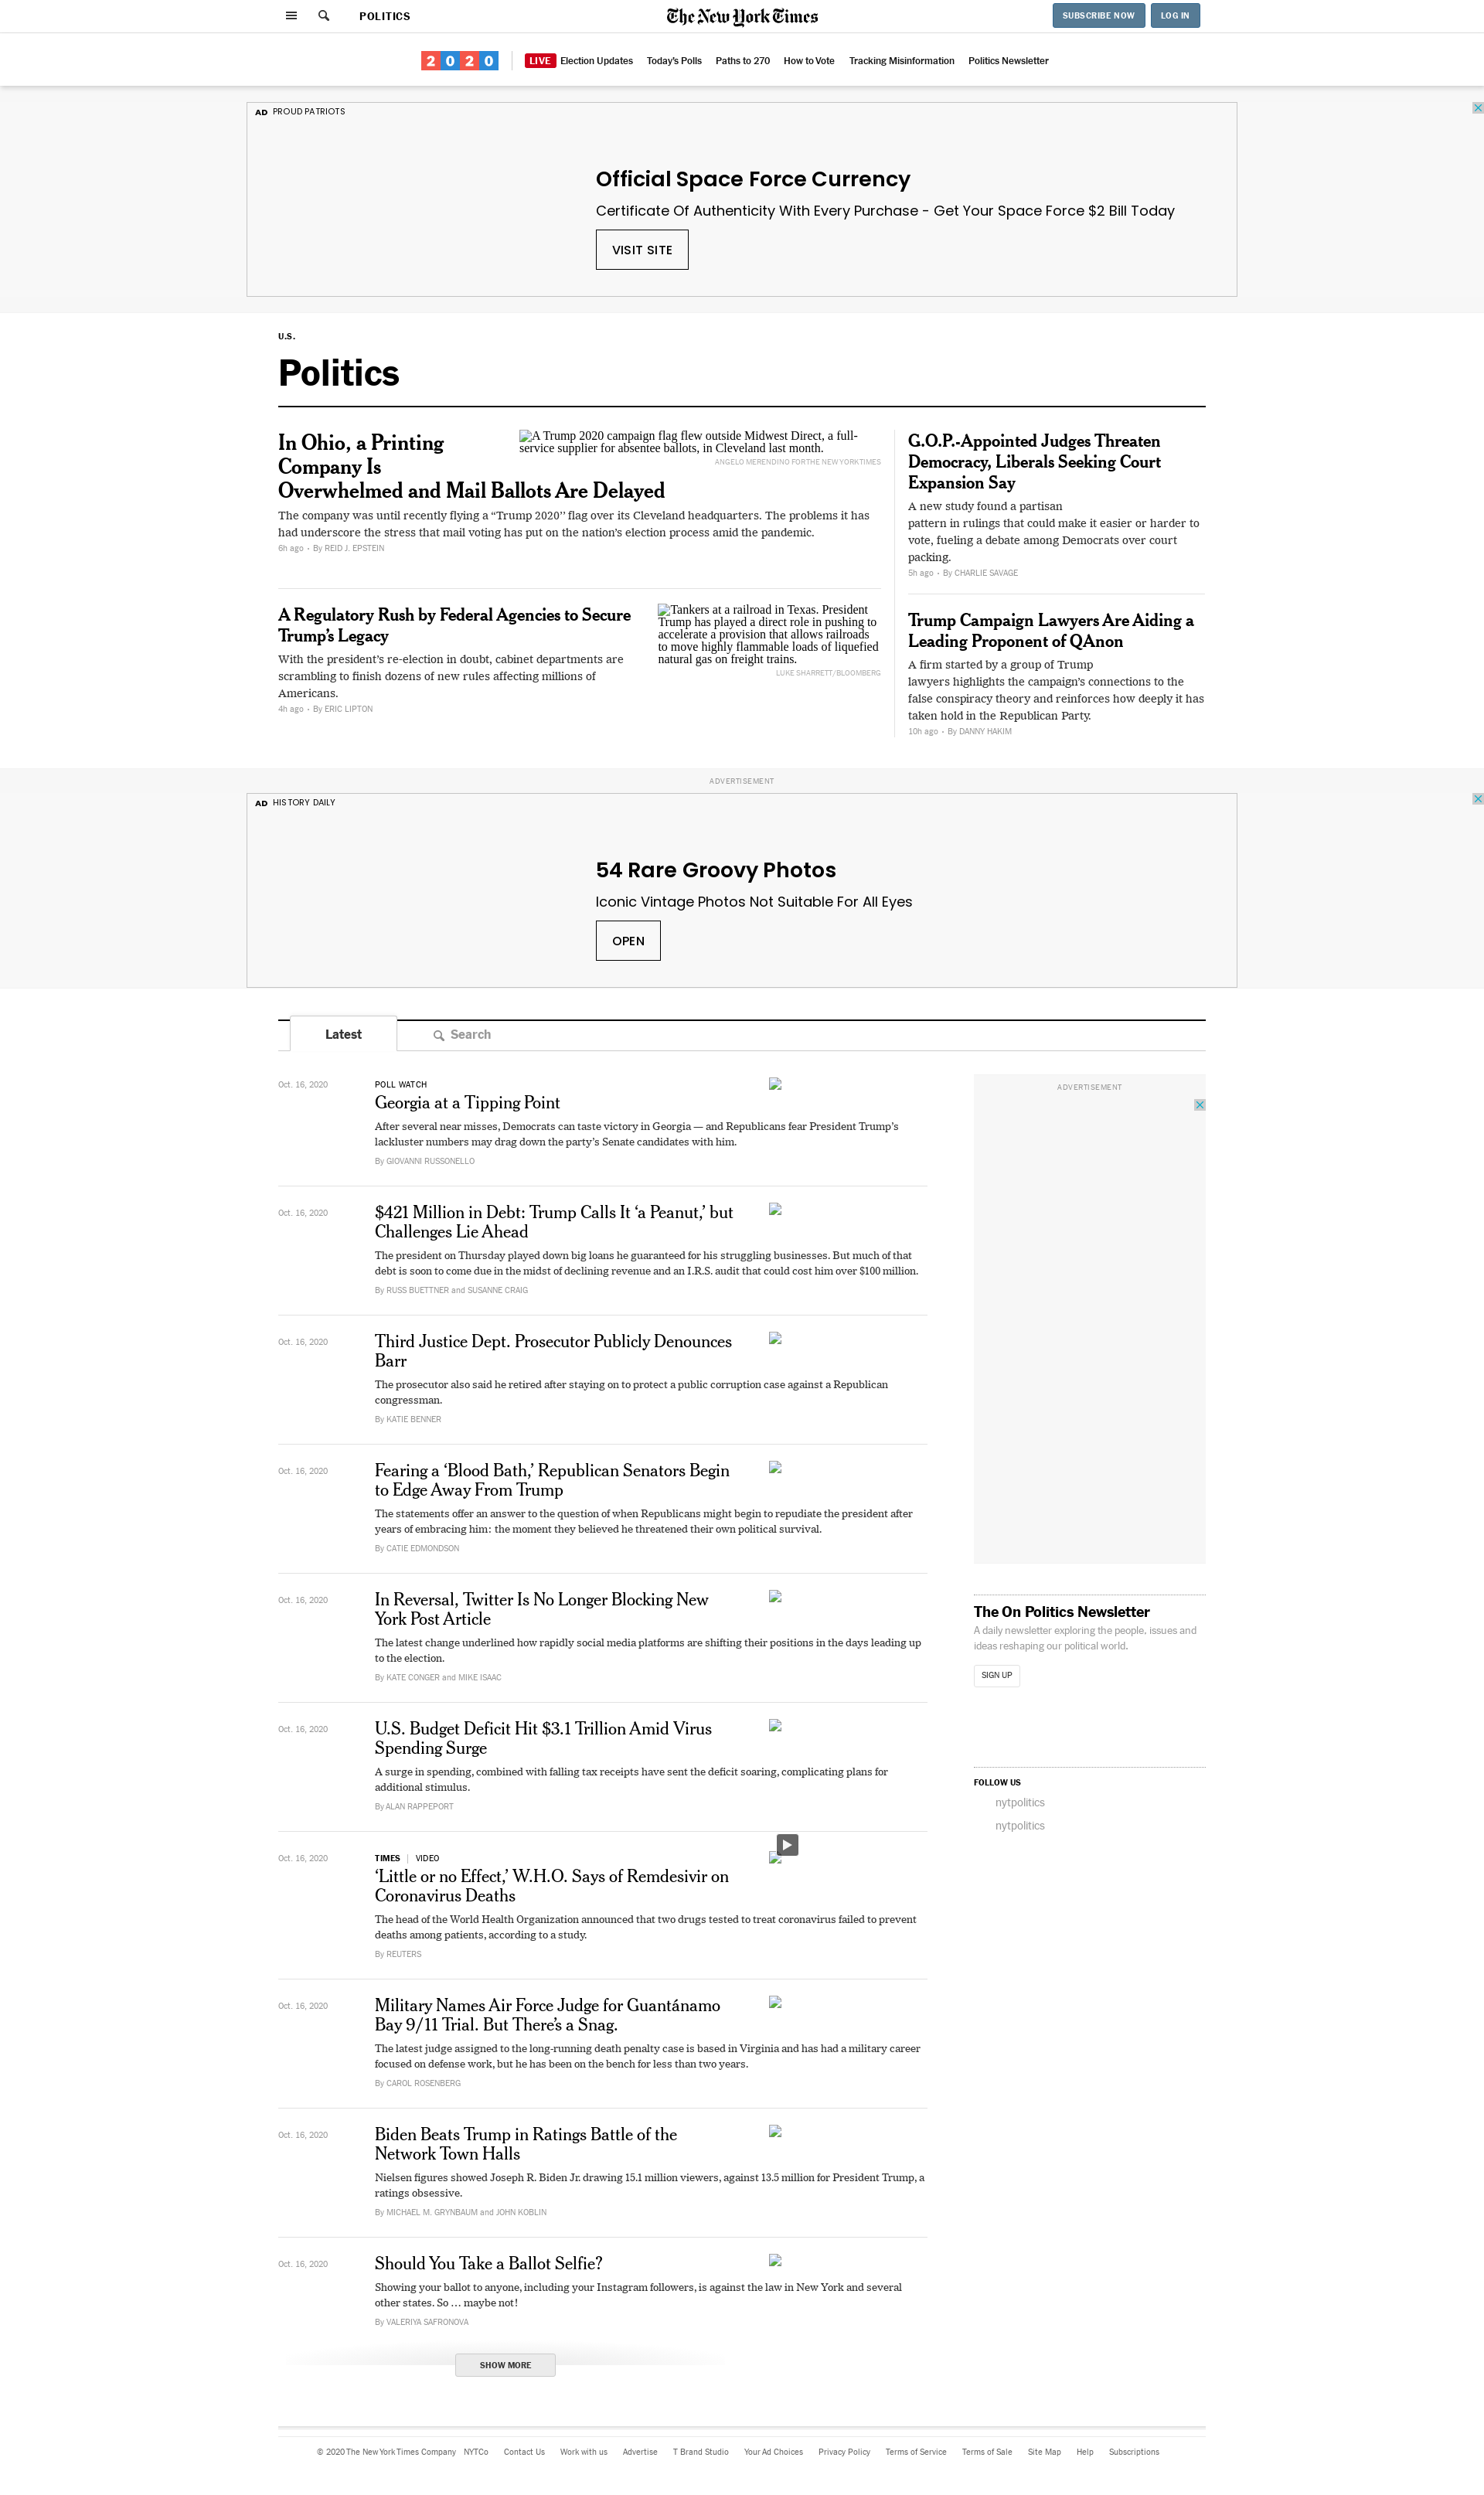 POLITICS
The New York Times
SUBSCRIBE NOW
LOG IN
2020
LIVE Election Updates
Today's Polls
Paths to 270
How to Vote
Tracking Misinformation
Politics Newsletter
AD PROUD PATRIOTS
Official Space Force Currency
Certificate Of Authenticity With Every Purchase - Get Your Space Force $2 Bill Today
VISIT SITE
U.S.
Politics
In Ohio, a Printing
Company Is
Overwhelmed and Mail Ballots Are Delayed
A Trump 2020 campaign flag flew outside Midwest Direct, a full-
service supplier for absentee ballots, in Cleveland last month.
ANGELO MERENDINO FOR THE NEW YORK TIMES
The company was until recently flying a “Trump 2020” flag over its Cleveland headquarters. The problems it has
had underscore the stress that mail voting has put on the nation’s election process amid the pandemic.
6h ago • By REID J. EPSTEIN
A Regulatory Rush by Federal Agencies to Secure
Trump’s Legacy
With the president’s re-election in doubt, cabinet departments are
scrambling to finish dozens of new rules affecting millions of
Americans.
4h ago • By ERIC LIPTON
Tankers at a railroad in Texas. President
Trump has played a direct role in pushing to
accelerate a provision that allows railroads
to move highly flammable loads of liquefied
natural gas on freight trains.
LUKE SHARRETT/BLOOMBERG
G.O.P.-Appointed Judges Threaten
Democracy, Liberals Seeking Court
Expansion Say
A new study found a partisan
pattern in rulings that could make it easier or harder to
vote, fueling a debate among Democrats over court
packing.
5h ago • By CHARLIE SAVAGE
Trump Campaign Lawyers Are Aiding a
Leading Proponent of QAnon
A firm started by a group of Trump
lawyers highlights the campaign’s connections to the
false conspiracy theory and reinforces how deeply it has
taken hold in the Republican Party.
10h ago • By DANNY HAKIM
ADVERTISEMENT
AD HISTORY DAILY
54 Rare Groovy Photos
Iconic Vintage Photos Not Suitable For All Eyes
OPEN
Latest
Search
Oct. 16, 2020
POLL WATCH
Georgia at a Tipping Point
After several near misses, Democrats can taste victory in Georgia — and Republicans fear President Trump’s
lackluster numbers may drag down the party’s Senate candidates with him.
By GIOVANNI RUSSONELLO
Oct. 16, 2020
$421 Million in Debt: Trump Calls It ‘a Peanut,’ but
Challenges Lie Ahead
The president on Thursday played down big loans he guaranteed for his struggling businesses. But much of that
debt is soon to come due in the midst of declining revenue and an I.R.S. audit that could cost him over $100 million.
By RUSS BUETTNER and SUSANNE CRAIG
Oct. 16, 2020
Third Justice Dept. Prosecutor Publicly Denounces
Barr
The prosecutor also said he retired after staying on to protect a public corruption case against a Republican
congressman.
By KATIE BENNER
Oct. 16, 2020
Fearing a ‘Blood Bath,’ Republican Senators Begin
to Edge Away From Trump
The statements offer an answer to the question of when Republicans might begin to repudiate the president after
years of embracing him: the moment they believed he threatened their own political survival.
By CATIE EDMONDSON
Oct. 16, 2020
In Reversal, Twitter Is No Longer Blocking New
York Post Article
The latest change underlined how rapidly social media platforms are shifting their positions in the days leading up
to the election.
By KATE CONGER and MIKE ISAAC
Oct. 16, 2020
U.S. Budget Deficit Hit $3.1 Trillion Amid Virus
Spending Surge
A surge in spending, combined with falling tax receipts have sent the deficit soaring, complicating plans for
additional stimulus.
By ALAN RAPPEPORT
Oct. 16, 2020
TIMES | VIDEO
‘Little or no Effect,’ W.H.O. Says of Remdesivir on
Coronavirus Deaths
The head of the World Health Organization announced that two drugs tested to treat coronavirus failed to prevent
deaths among patients, according to a study.
By REUTERS
Oct. 16, 2020
Military Names Air Force Judge for Guantánamo
Bay 9/11 Trial. But There’s a Snag.
The latest judge assigned to the long-running death penalty case is based in Virginia and has had a military career
focused on defense work, but he has been on the bench for less than two years.
By CAROL ROSENBERG
Oct. 16, 2020
Biden Beats Trump in Ratings Battle of the
Network Town Halls
Nielsen figures showed Joseph R. Biden Jr. drawing 15.1 million viewers, against 13.5 million for President Trump, a
ratings obsessive.
By MICHAEL M. GRYNBAUM and JOHN KOBLIN
Oct. 16, 2020
Should You Take a Ballot Selfie?
Showing your ballot to anyone, including your Instagram followers, is against the law in New York and several
other states. So … maybe not!
By VALERIYA SAFRONOVA
SHOW MORE
ADVERTISEMENT
The On Politics Newsletter
A daily newsletter exploring the people, issues and
ideas reshaping our political world.
SIGN UP
FOLLOW US
nytpolitics
nytpolitics
© 2020 The New York Times Company
NYTCo
Contact Us
Work with us
Advertise
T Brand Studio
Your Ad Choices
Privacy Policy
Terms of Service
Terms of Sale
Site Map
Help
Subscriptions